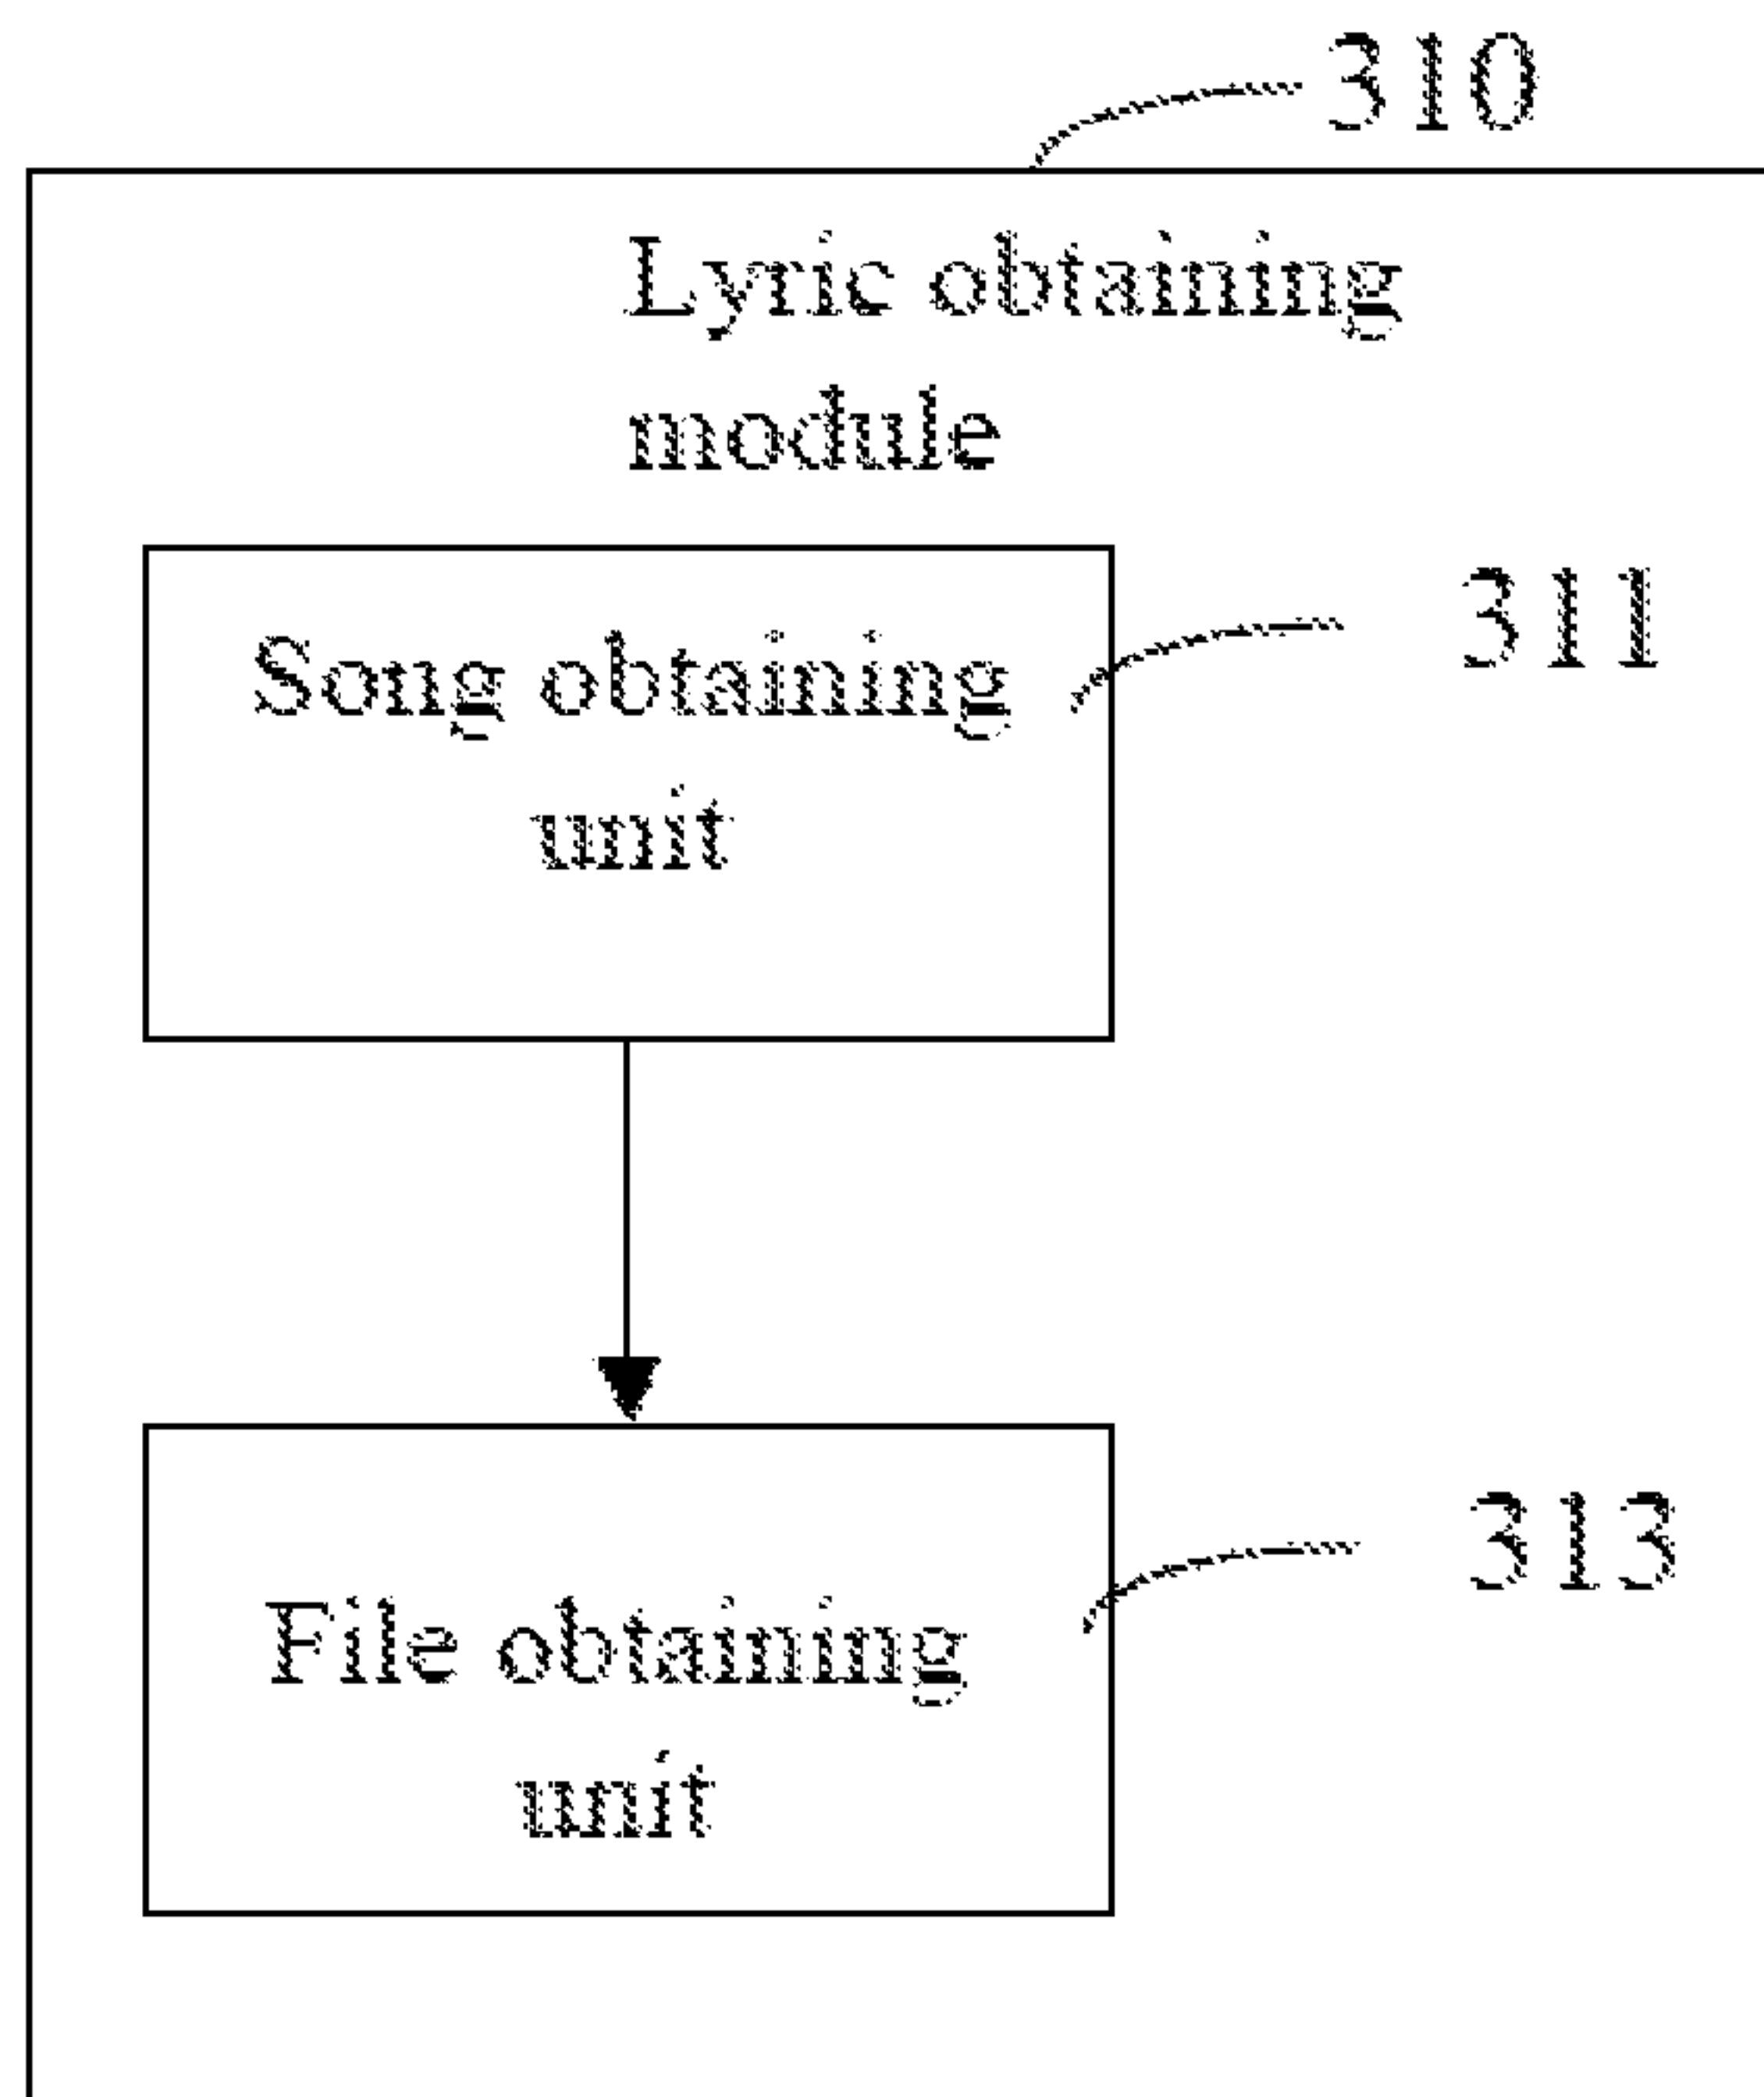 310
Lyric obtaining
module
311
Song obtaining
unit
313
File obtaining
unit